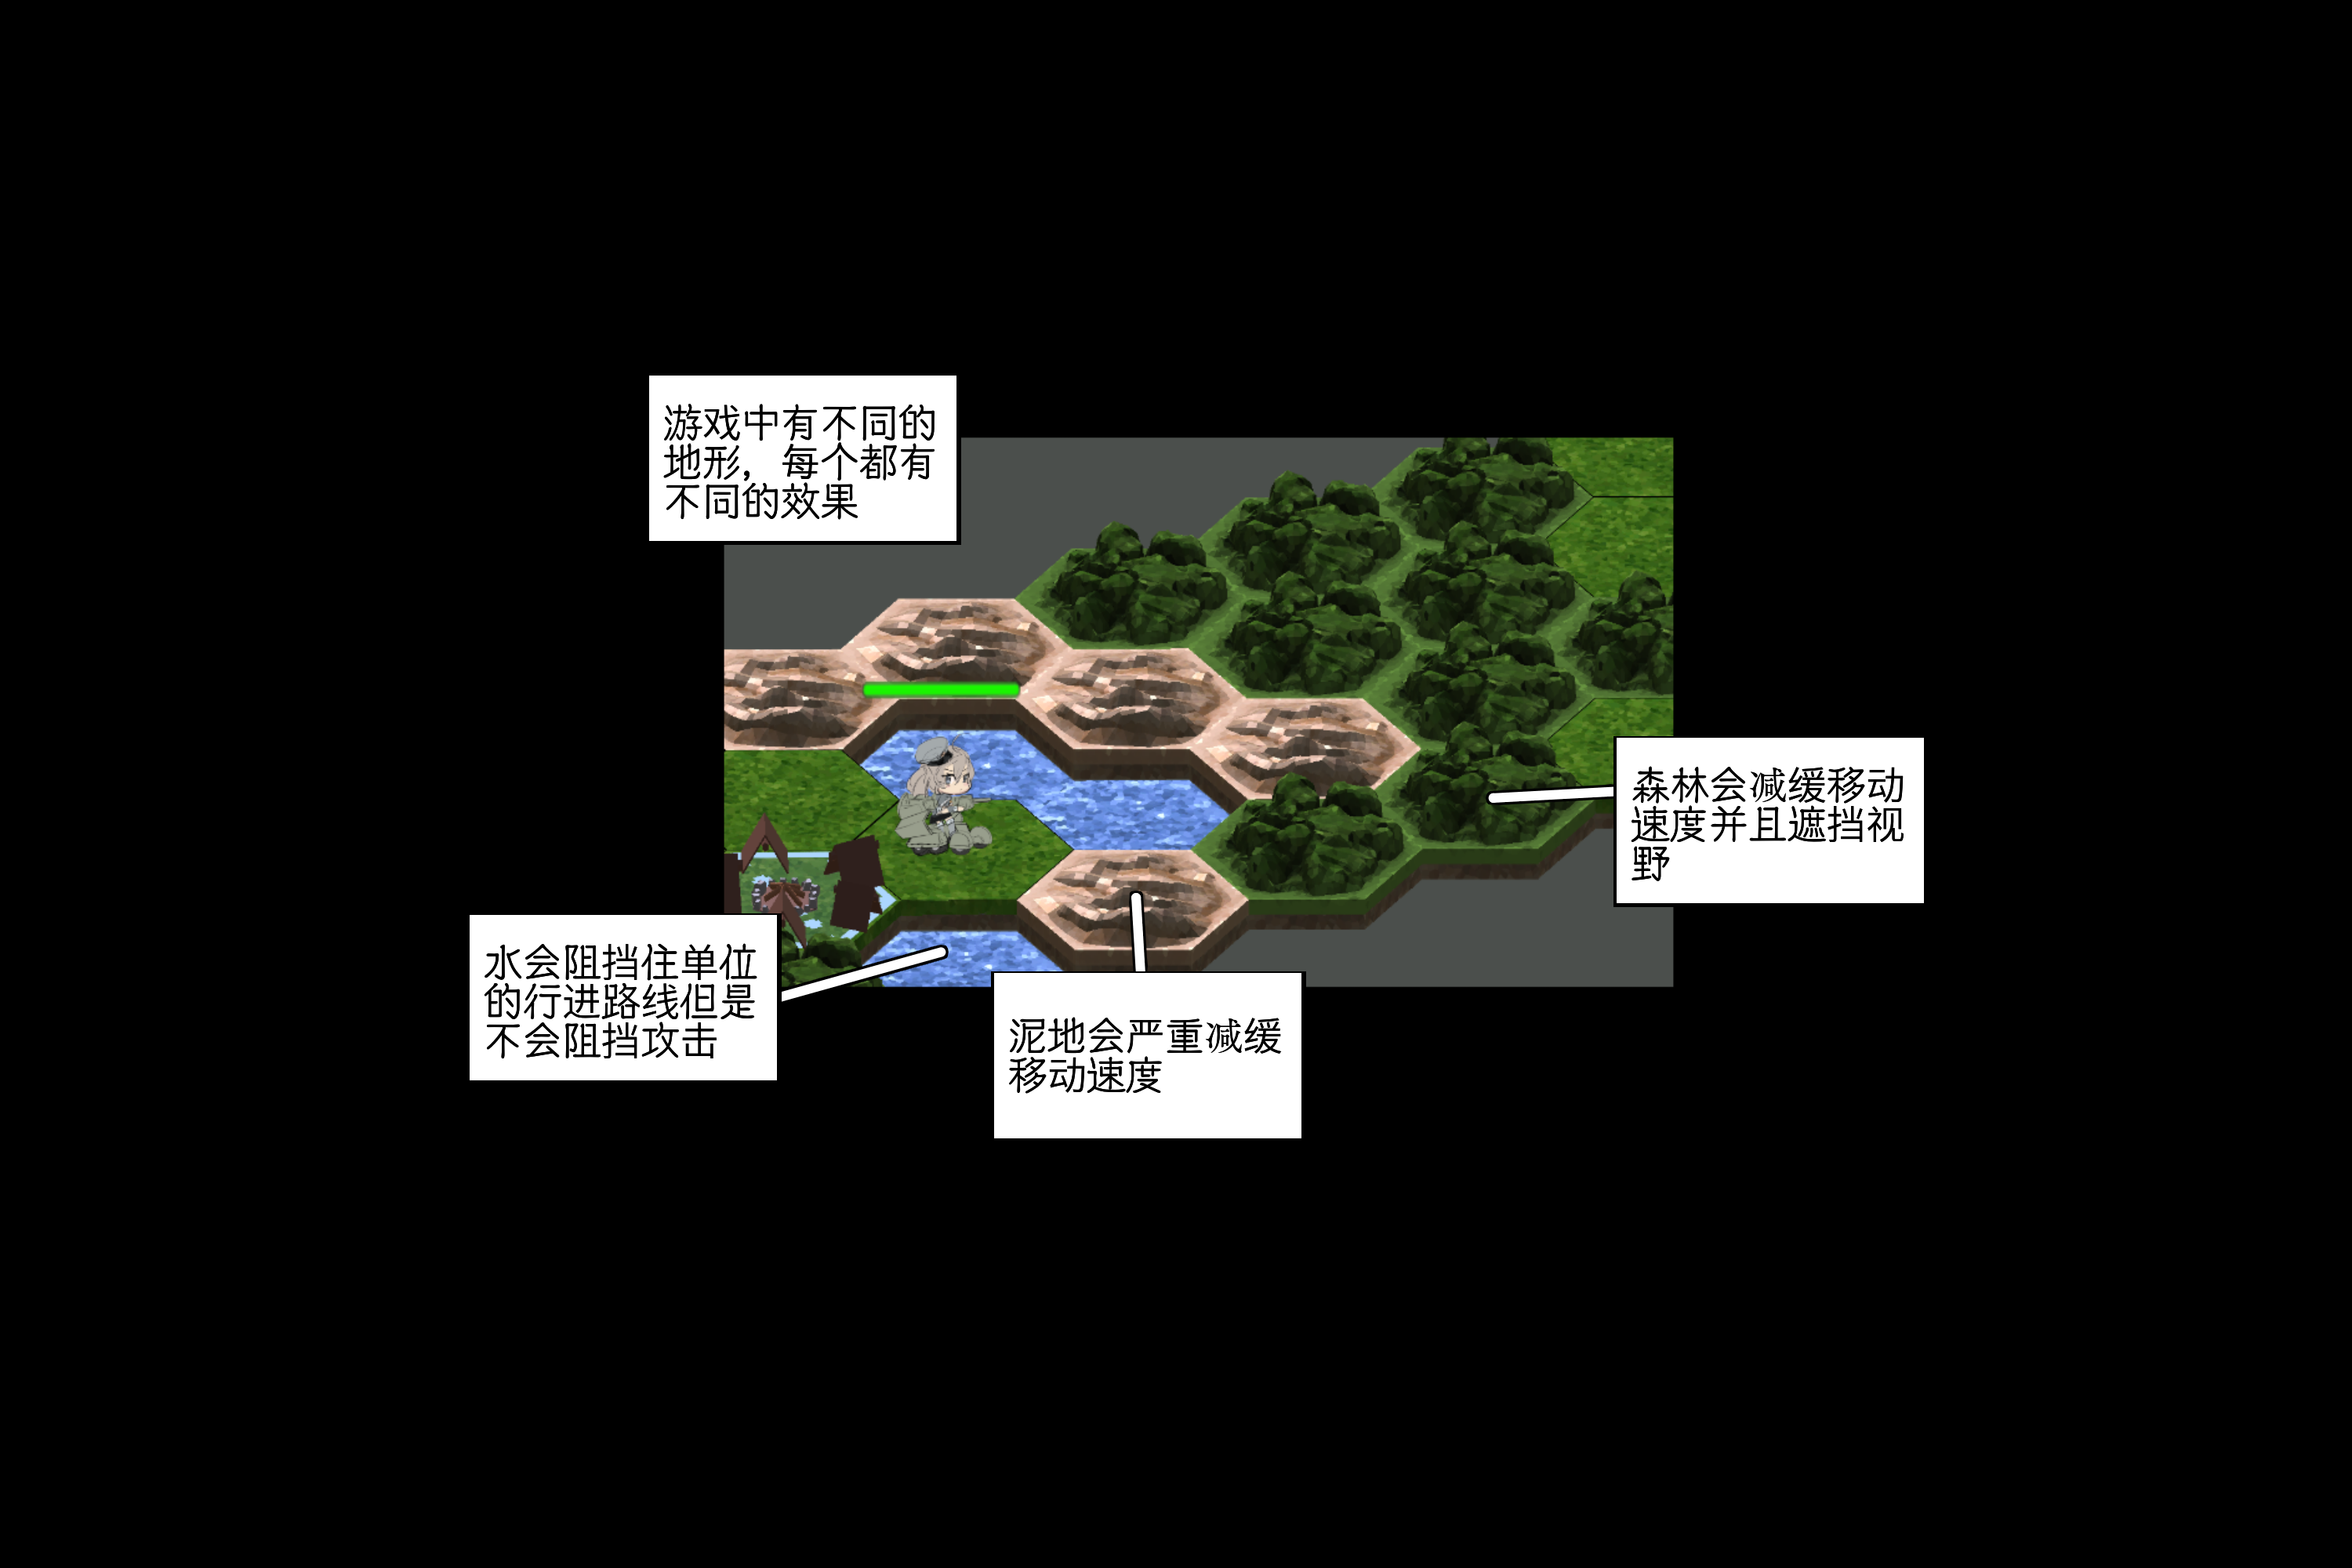 游戏中有不同的
地形，每个都有
不同的效果
森林会减缓移动
速度并且遮挡视
野
水会阻挡住单位
的行进路线但是
不会阻挡攻击
泥地会严重减缓
移动速度